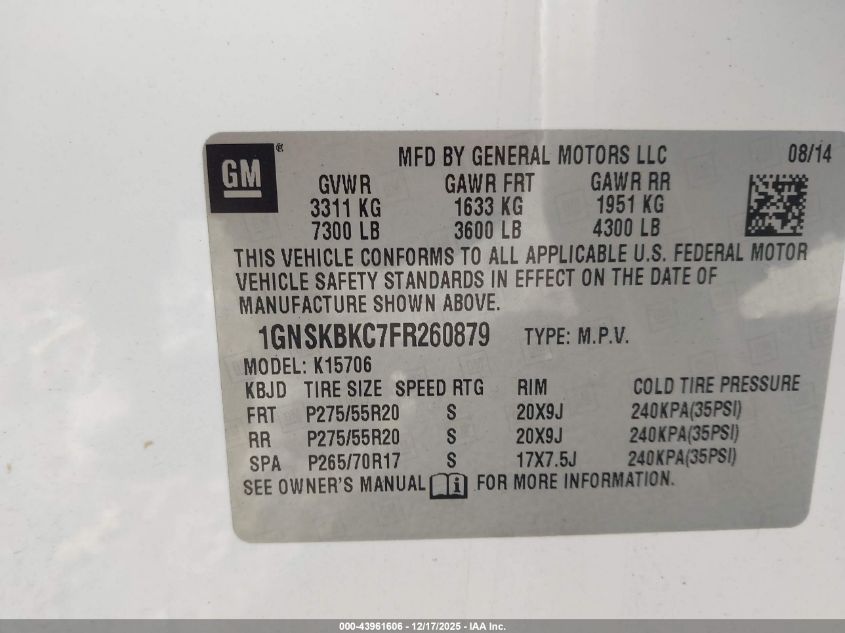 GM ® MFD BY GENERAL MOTORS LLC 08/14
GVWR GAWR FRT GAWR RR
3311 KG 1633 KG 1951 KG
7300 LB 3600 LB 4300 LB
THIS VEHICLE CONFORMS TO ALL APPLICABLE U.S. FEDERAL MOTOR
VEHICLE SAFETY STANDARDS IN EFFECT ON THE DATE OF
MANUFACTURE SHOWN ABOVE.
1GNSKBKC7FR260879 TYPE: M.P.V.
MODEL: K15706
KBJD TIRE SIZE SPEED RTG RIM COLD TIRE PRESSURE
FRT P275/55R20 S 20X9J 240KPA(35PSI)
RR P275/55R20 S 20X9J 240KPA(35PSI)
SPA P265/70R17 S 17X7.5J 240KPA(35PSI)
SEE OWNER'S MANUAL i FOR MORE INFORMATION.
000-43961606 - 12/17/2025 - IAA Inc.